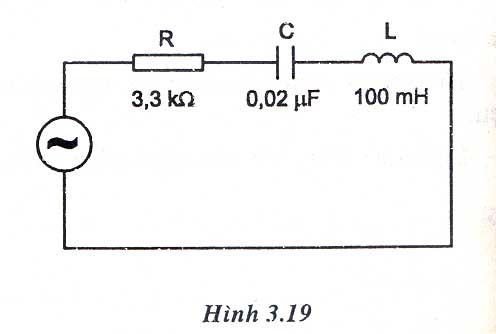 R C L
3,3 kΩ 0,02 µF 100 mH
Hình 3.19